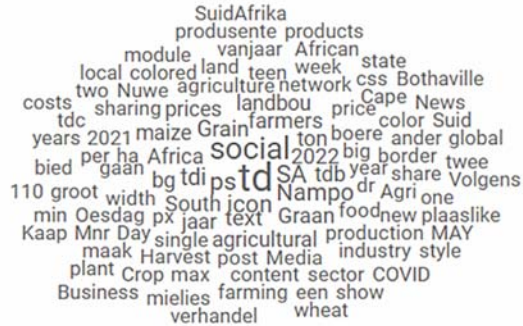 SuidAfrika
produsente products
module vanjaar African
local colored land teen week state
two Nuwe agriculture network css Bothaville
costs sharing prices landbou price Cape News
tdc Grain farmers color Suid
years 2021 maize social ton boere ander global
per ha Africa 2022 big border twee
bied gaan bg tdi ps td SA tdb year share Volgens
110 groot width South icon Nampo dr Agri one
min Oesdag px jaar text Graan food new plaaslike
Kaap Mnr Day single agricultural production MAY
maak Harvest post Media industry style
plant Crop max content sector COVID
Business mielies farming een show
verhandel wheat